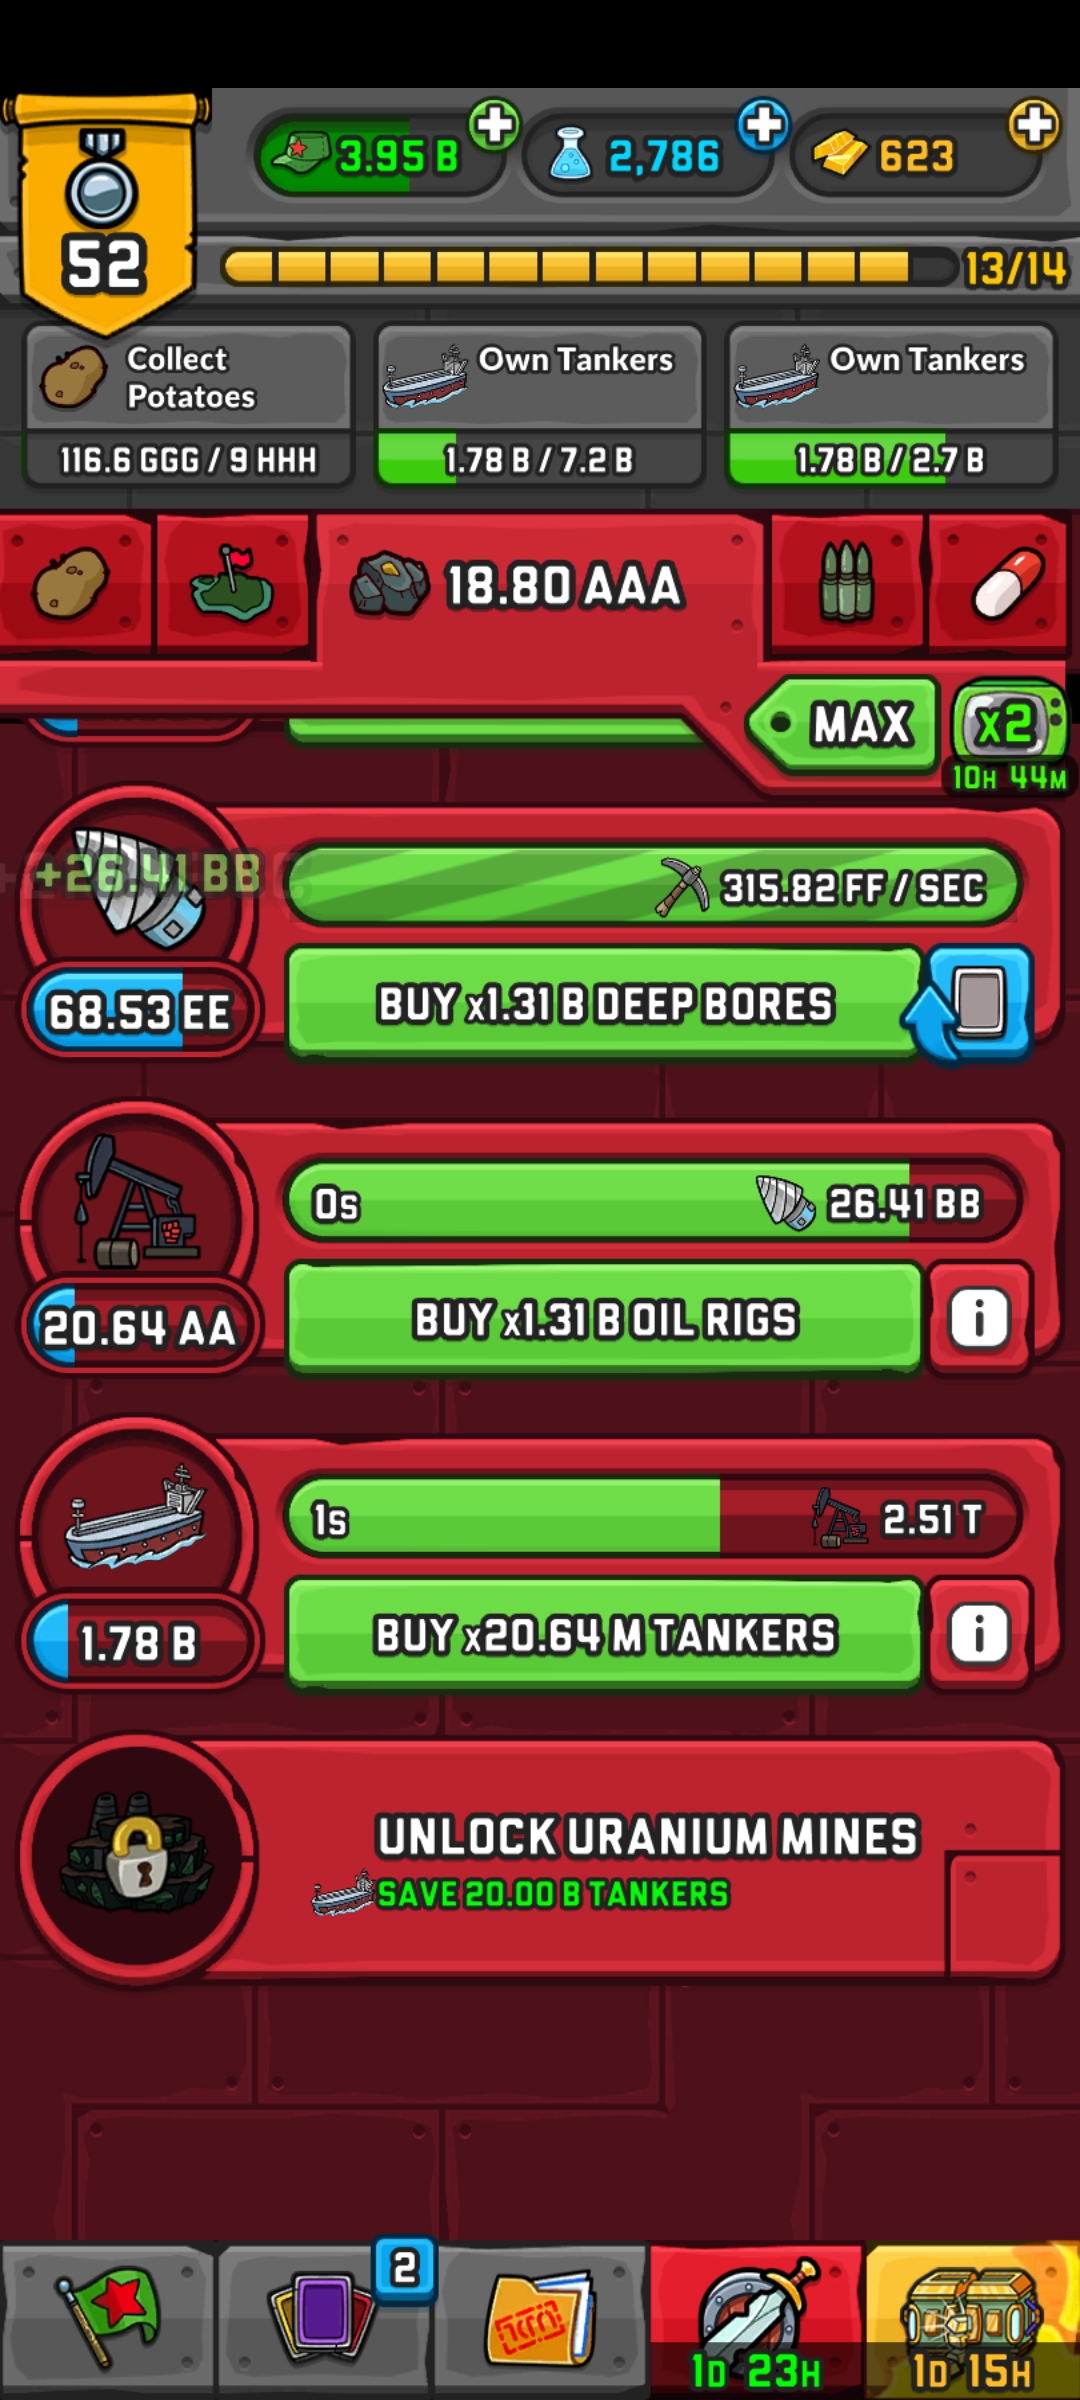 3.95 B
2,786
623
52
13/14
Collect
Potatoes
116.6 GGG / 9 HHH
Own Tankers
1.78 B / 7.2 B
Own Tankers
1.78 B / 2.7 B
18.80 AAA
MAX
x2
10H 44M
+26.41 BB
315.82 FF / SEC
68.53 EE
BUY x1.31 B DEEP BORES
0s
26.41 BB
20.64 AA
BUY x1.31 B OIL RIGS
i
1s
2.51 T
1.78 B
BUY x20.64 M TANKERS
i
UNLOCK URANIUM MINES
SAVE 20.00 B TANKERS
2
1D 23H
1D 15H